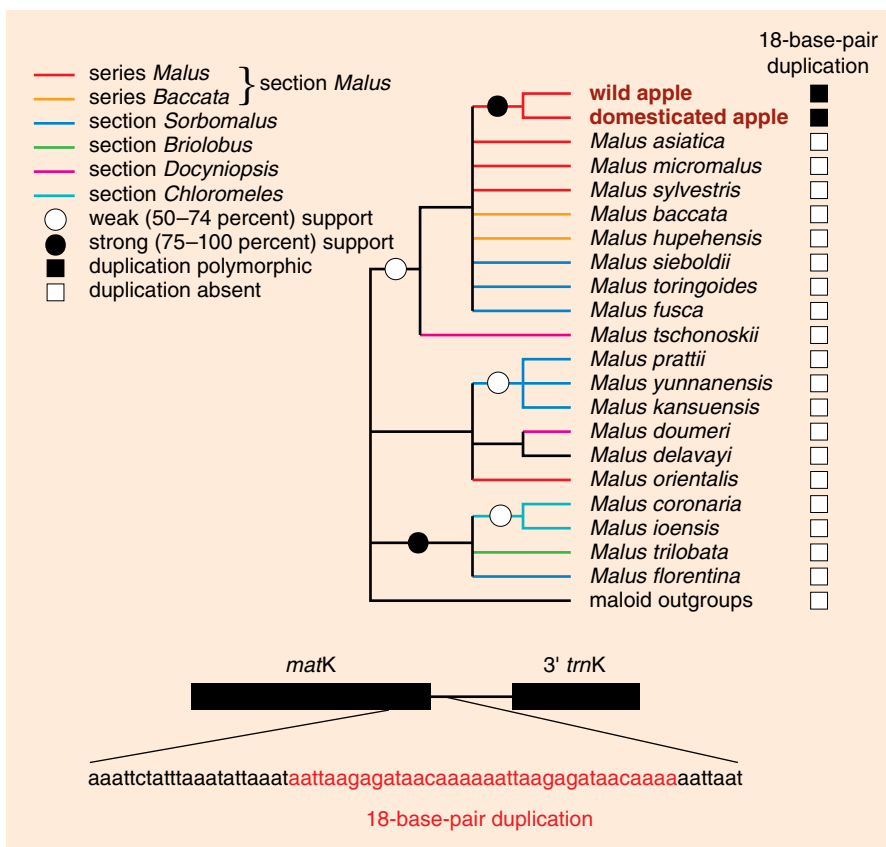 18-base-pair
duplication
series Malus
series Baccata
} section Malus
section Sorbomalus
section Briolobus
section Docyniopsis
section Chloromeles
weak (50–74 percent) support
strong (75–100 percent) support
duplication polymorphic
duplication absent
wild apple
domesticated apple
Malus asiatica
Malus micromalus
Malus sylvestris
Malus baccata
Malus hupehensis
Malus sieboldii
Malus toringoides
Malus fusca
Malus tschonoskii
Malus prattii
Malus yunnanensis
Malus kansuensis
Malus doumeri
Malus delavayi
Malus orientalis
Malus coronaria
Malus ioensis
Malus trilobata
Malus florentina
maloid outgroups
matK
3' trnK
aaattctatttaaatattaaataattaagagataacaaaaaattaagagataacaaaaaattaat
18-base-pair duplication